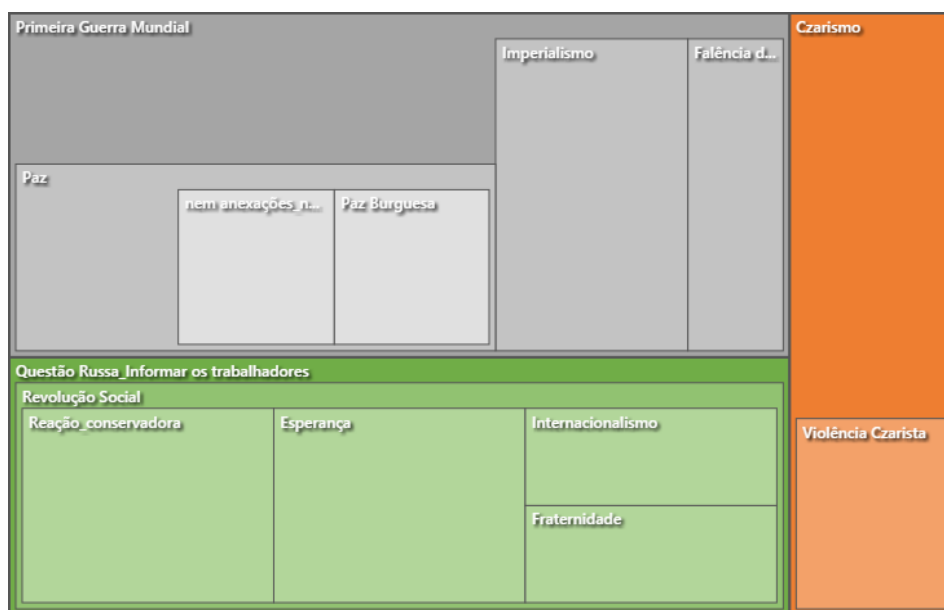 Primeira Guerra Mundial
Imperialismo
Falência d...
Paz
nem anexações_n...
Paz Burguesa
Questão Russa_Informar os trabalhadores
Revolução Social
Reação_conservadora
Esperança
Internacionalismo
Fraternidade
Czarismo
Violência Czarista